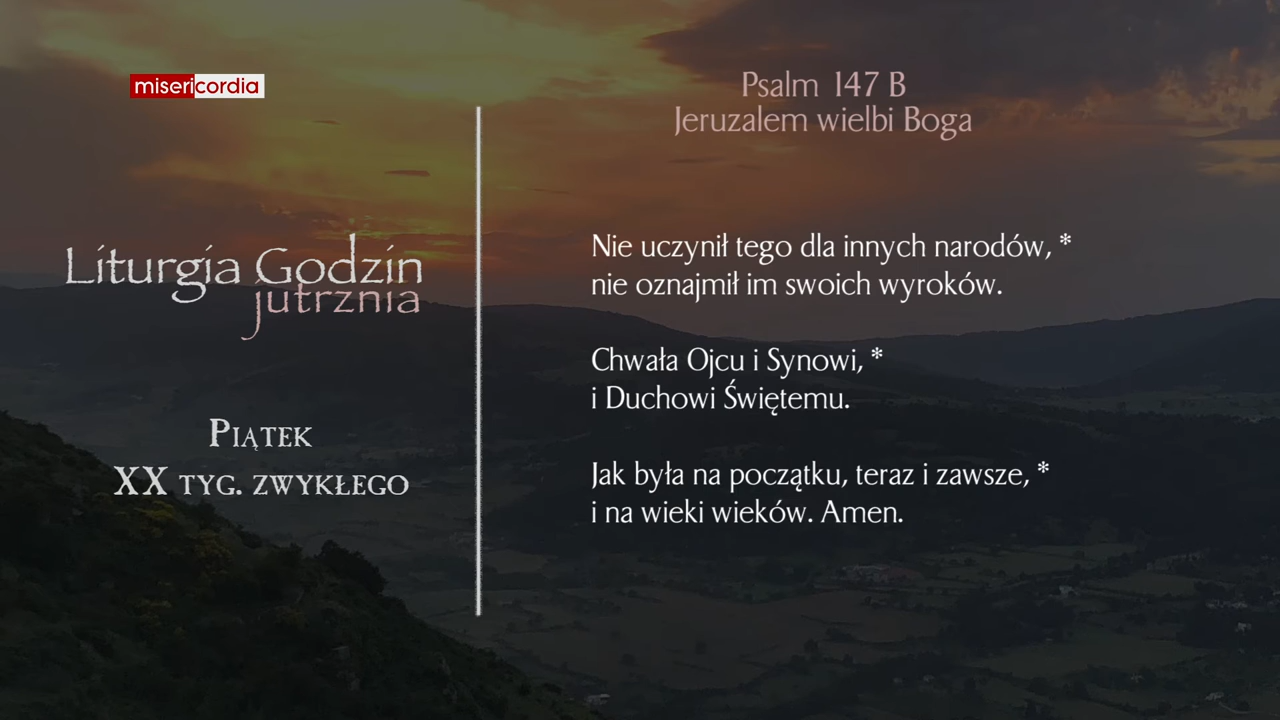 misericordia
Liturgia Godzin
jutrznia
Piątek
XX tyg. zwykłego
Psalm 147 B
Jeruzalem wielbi Boga
Nie uczynił tego dla innych narodów, *
nie oznajmił im swoich wyroków.
Chwała Ojcu i Synowi, *
i Duchowi Świętemu.
Jak była na początku, teraz i zawsze, *
i na wieki wieków. Amen.